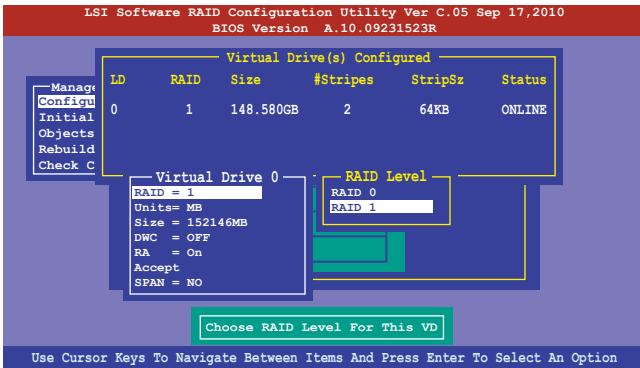 LSI Software RAID Configuration Utility Ver C.05 Sep 17,2010
BIOS Version A.10.09231523R
Virtual Drive(s) Configured
LD RAID Size #Stripes StripSz Status
0 1 148.580GB 2 64KB ONLINE
Manage
Configu
Initial
Objects
Rebuild
Check C
Virtual Drive 0
RAID = 1
Units= MB
Size = 152146MB
DWC = OFF
RA = On
Accept
SPAN = NO
RAID Level
RAID 0
RAID 1
Choose RAID Level For This VD
Use Cursor Keys To Navigate Between Items And Press Enter To Select An Option